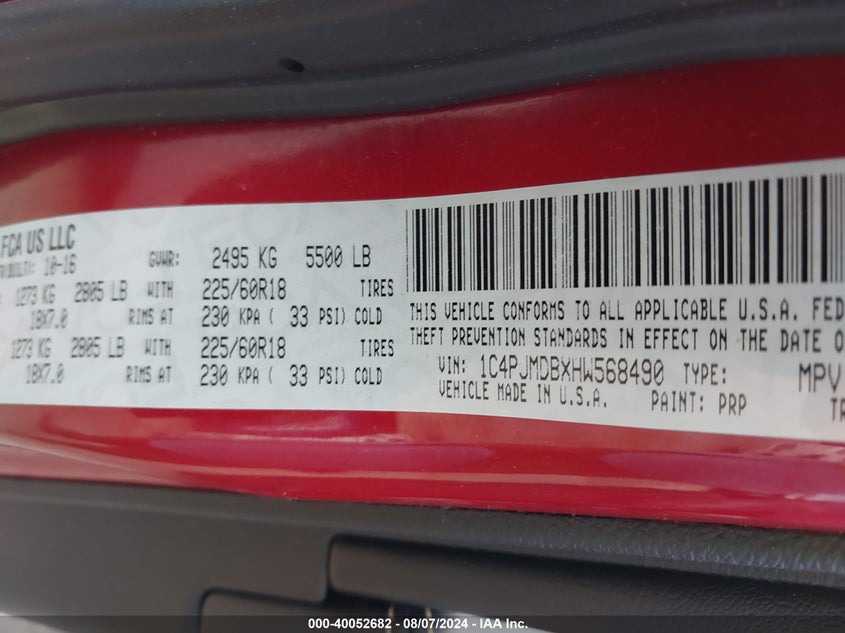 FCA US LLC
10-16
GVWR: 2495 KG 5500 LB
1273 KG 2805 LB WITH 225/60R18 TIRES
18X7.0 RIMS AT 230 KPA ( 33 PSI) COLD
1273 KG 2805 LB WITH 225/60R18 TIRES
18X7.0 RIMS AT 230 KPA ( 33 PSI) COLD
THIS VEHICLE CONFORMS TO ALL APPLICABLE U.S.A. FED
THEFT PREVENTION STANDARDS IN EFFECT ON THE DATE O
VIN: 1C4PJMDBXHW568490 TYPE: MPV
VEHICLE MADE IN U.S.A. PAINT: PRP TR
000-40052682 - 08/07/2024 - IAAI.COM